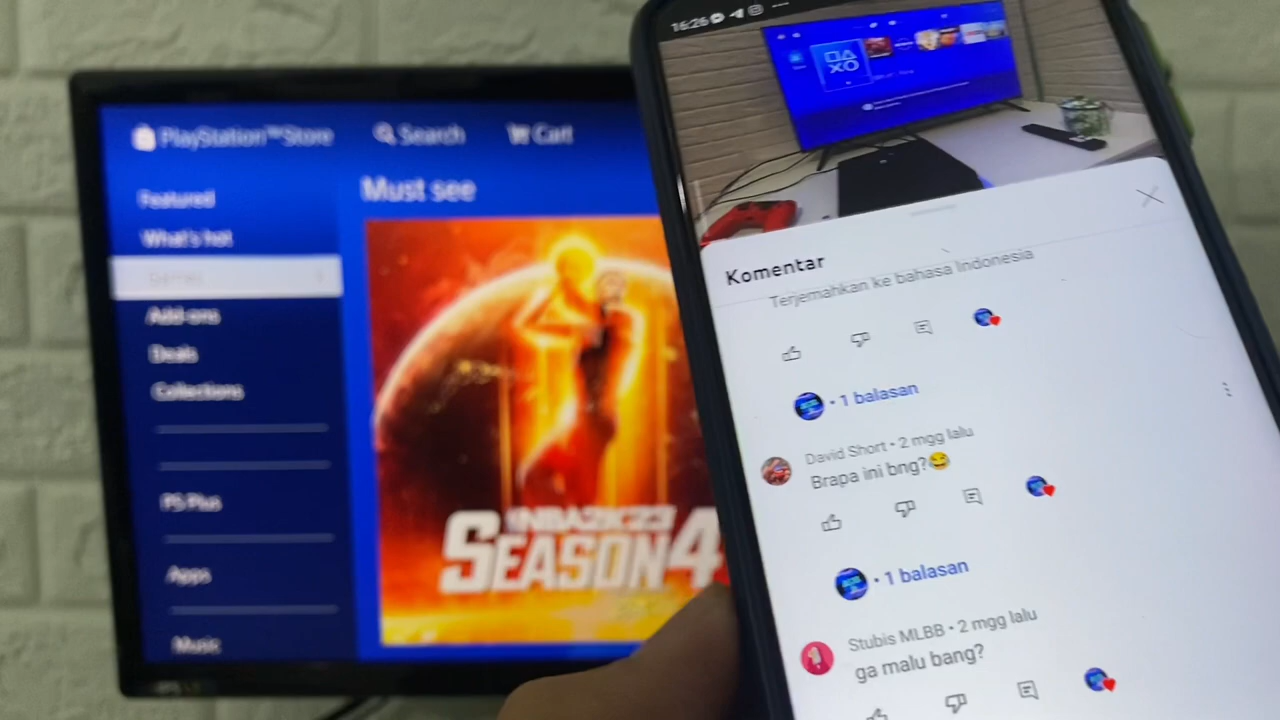 PlayStation™Store
Search
Cart
Featured
What's hot
Games
Add-ons
Deals
Collections
PS Plus
Apps
Music
Must see
NBA2K23
SEASON 4
16:26
Komentar
Terjemahkan ke bahasa Indonesia
• 1 balasan
David Short • 2 mgg lalu
Brapa ini bng?😂
• 1 balasan
Stubis MLBB • 2 mgg lalu
ga malu bang?